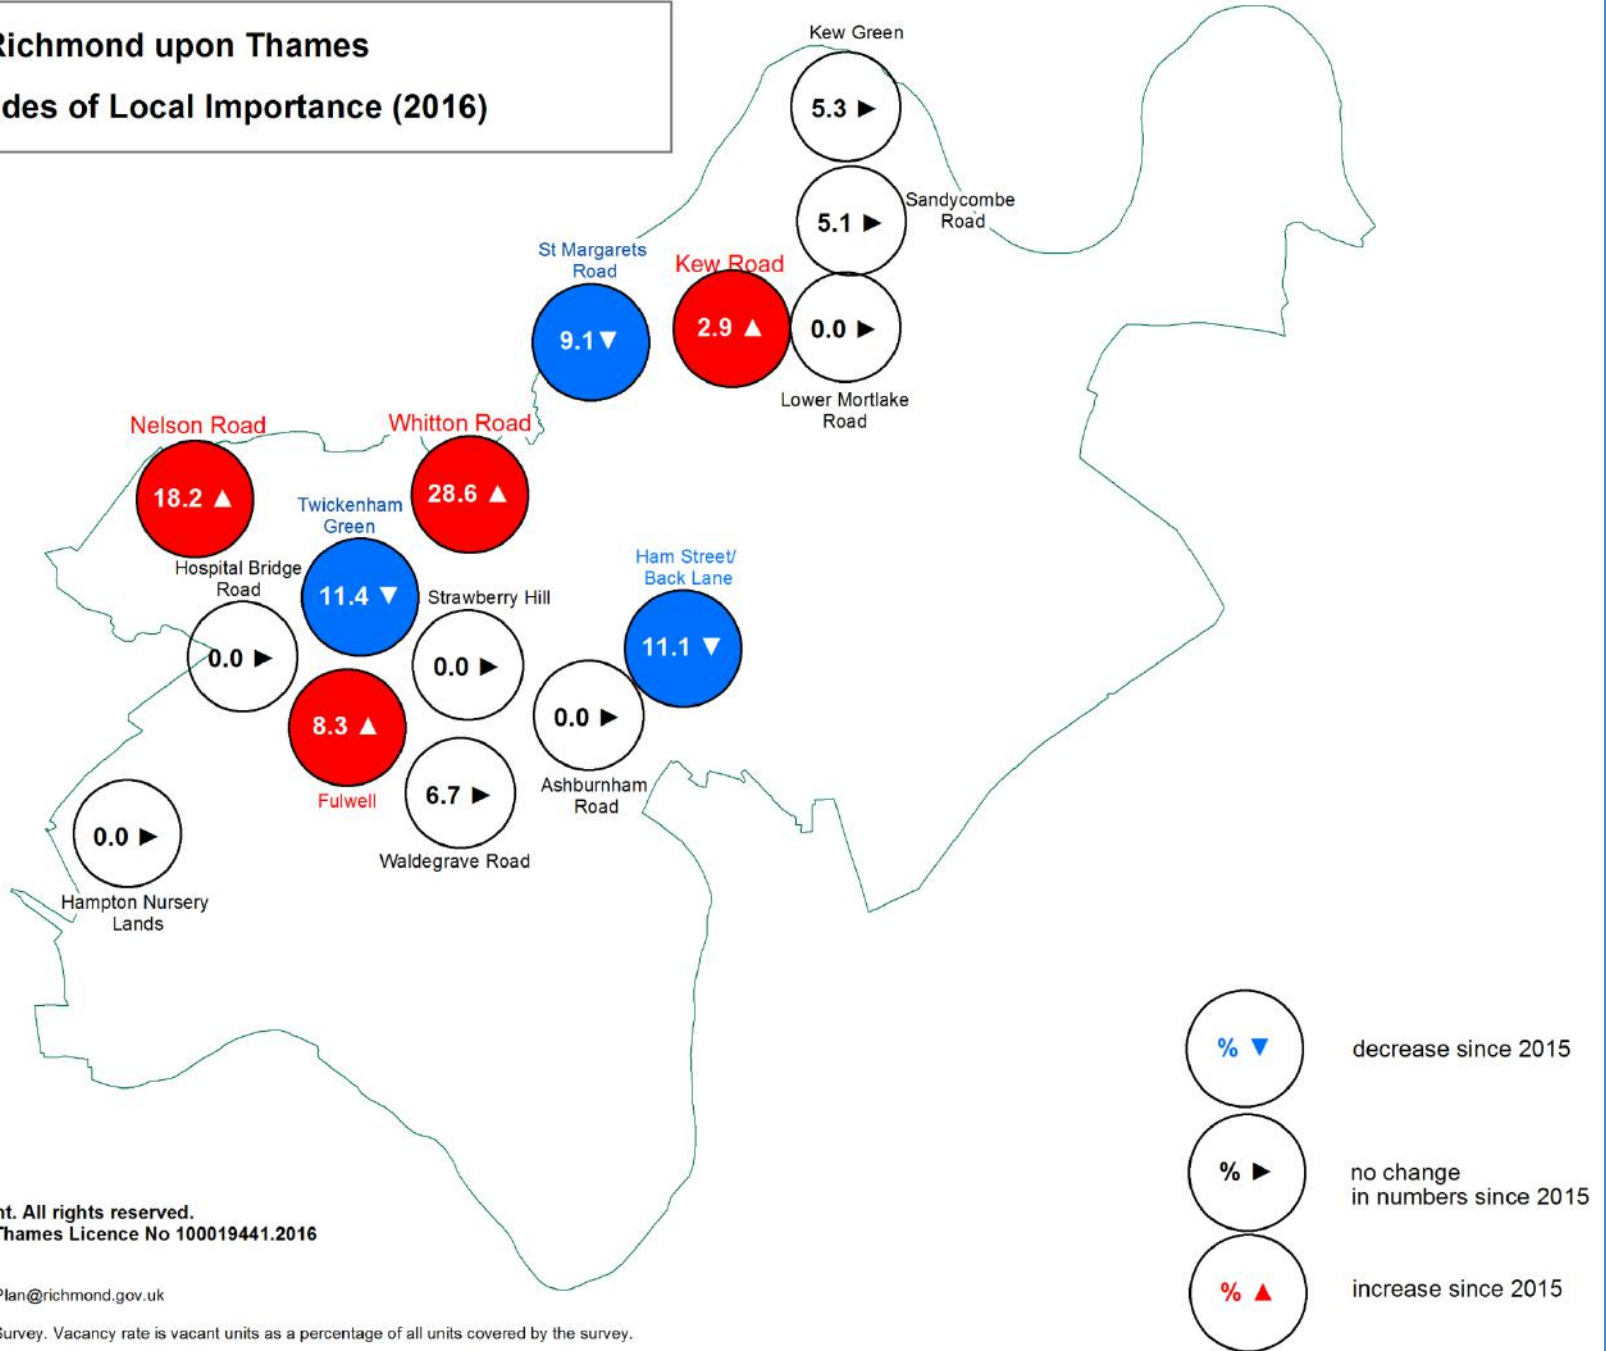 Richmond upon Thames
des of Local Importance (2016)
Kew Green
5.3 ►
Sandycombe
Road
5.1 ►
St Margarets
Road
9.1 ▼
Kew Road
2.9 ▲
0.0 ►
Lower Mortlake
Road
Nelson Road
18.2 ▲
Whitton Road
28.6 ▲
Twickenham
Green
11.4 ▼
Hospital Bridge
Road
0.0 ►
Strawberry Hill
0.0 ►
Ham Street/
Back Lane
11.1 ▼
0.0 ►
Ashburnham
Road
8.3 ▲
Fulwell
6.7 ►
Waldegrave Road
0.0 ►
Hampton Nursery
Lands
% ▼
decrease since 2015
% ►
no change
in numbers since 2015
% ▲
increase since 2015
nt. All rights reserved.
Thames Licence No 100019441.2016
Plan@richmond.gov.uk
Survey. Vacancy rate is vacant units as a percentage of all units covered by the survey.